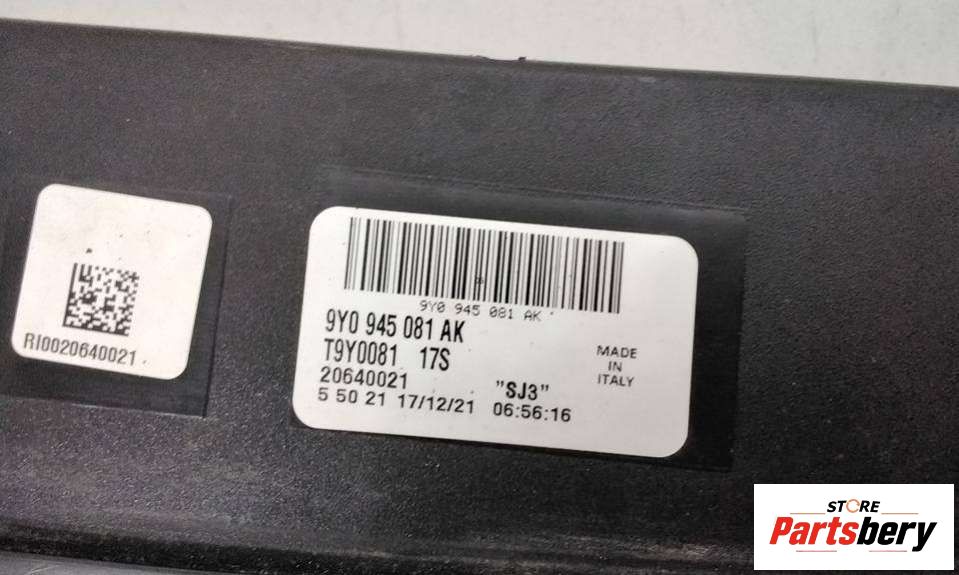 RI0020640021
9Y0 945 081 AK
9Y0 945 081 AK
T9Y0081 17S
20640021 "SJ3"
5 50 21 17/12/21 06:56:16
MADE
IN
ITALY
STORE
Partsbery